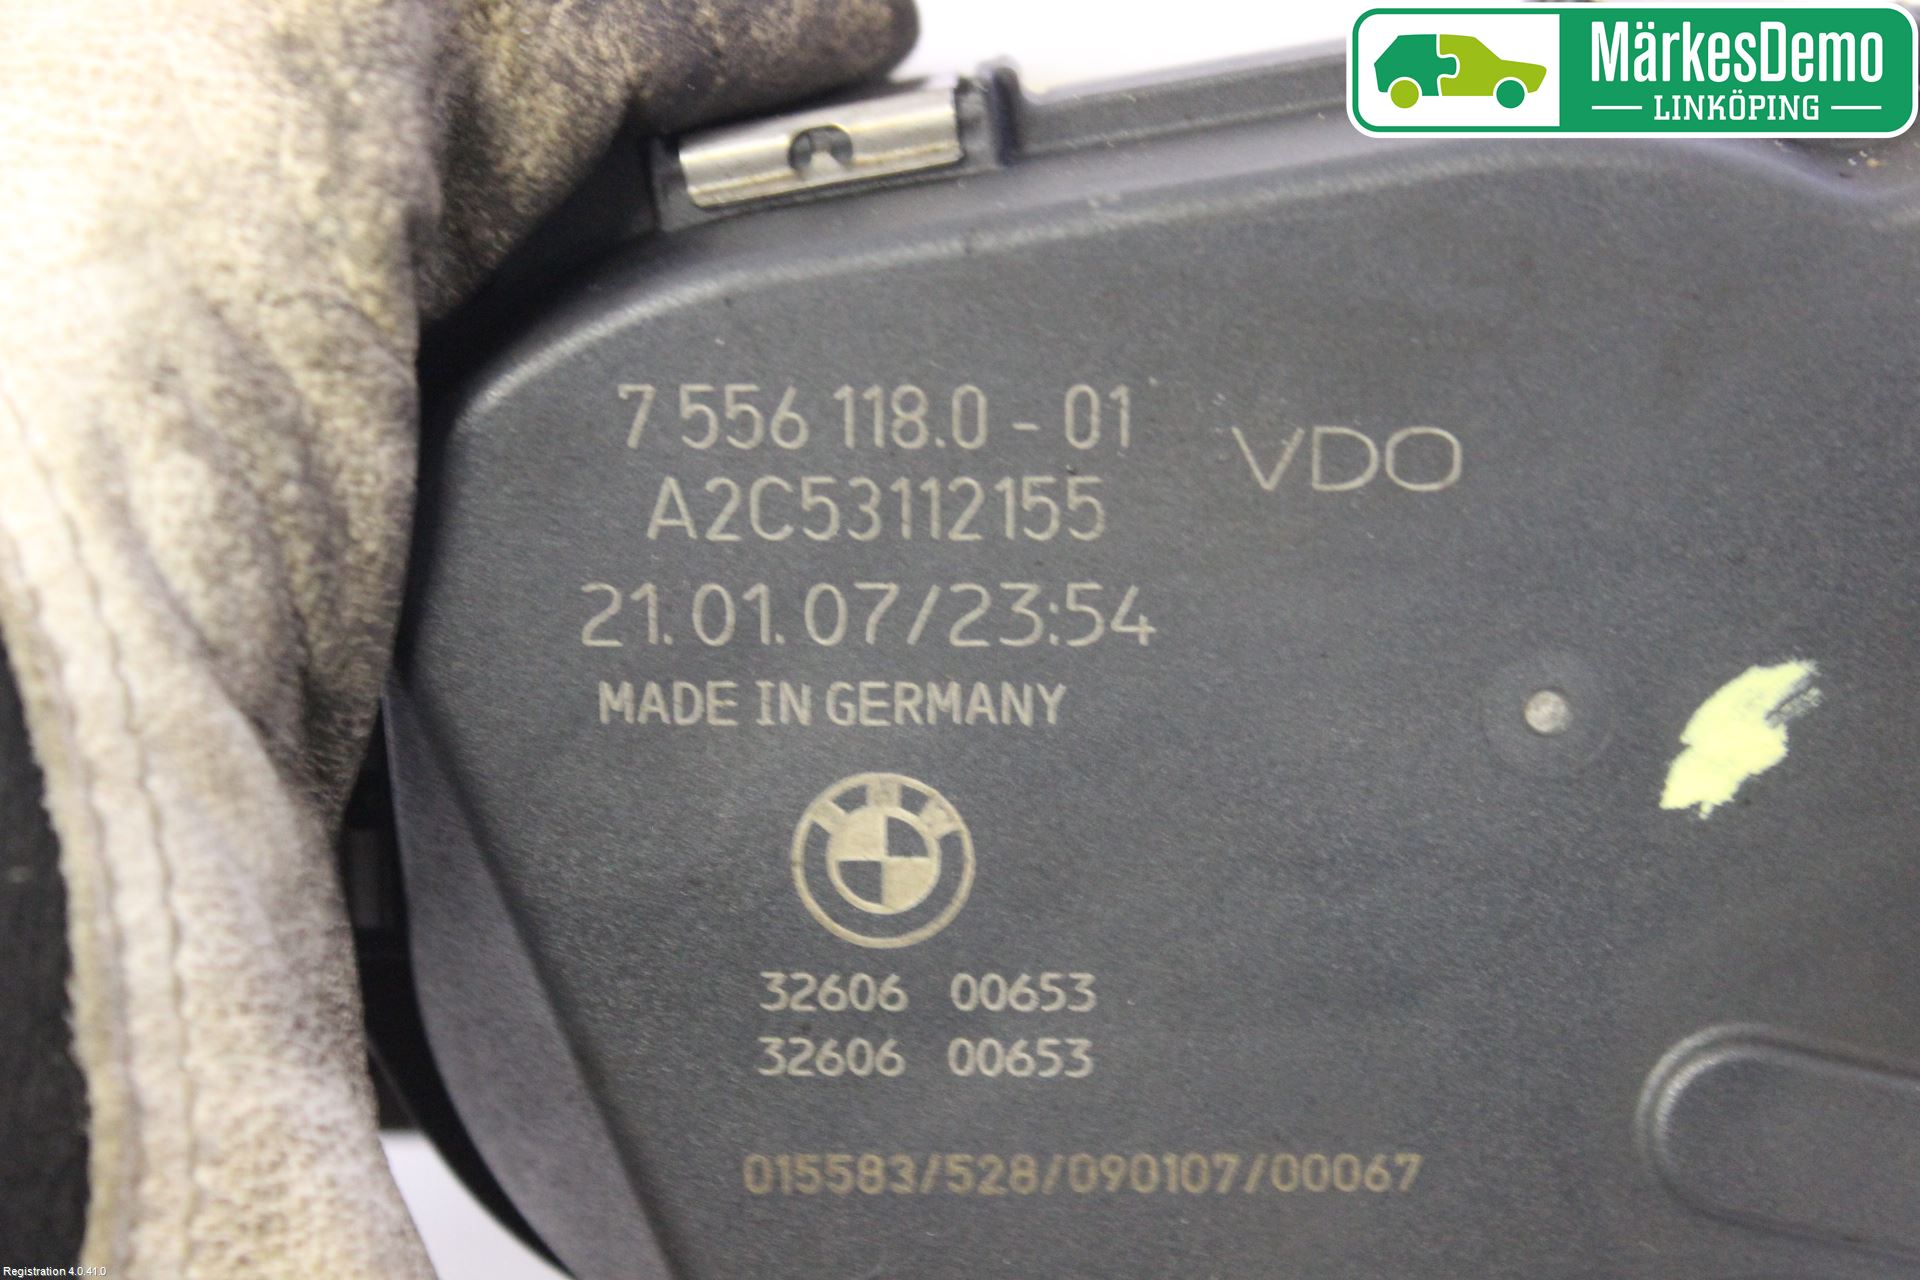 MärkesDemo
LINKÖPING
7 556 118.0 - 01
VDO
A2C53112155
21.01.07/23:54
MADE IN GERMANY
BMW
32606 00653
32606 00653
015583/528/090107/00067
Registration 4.0.41.0